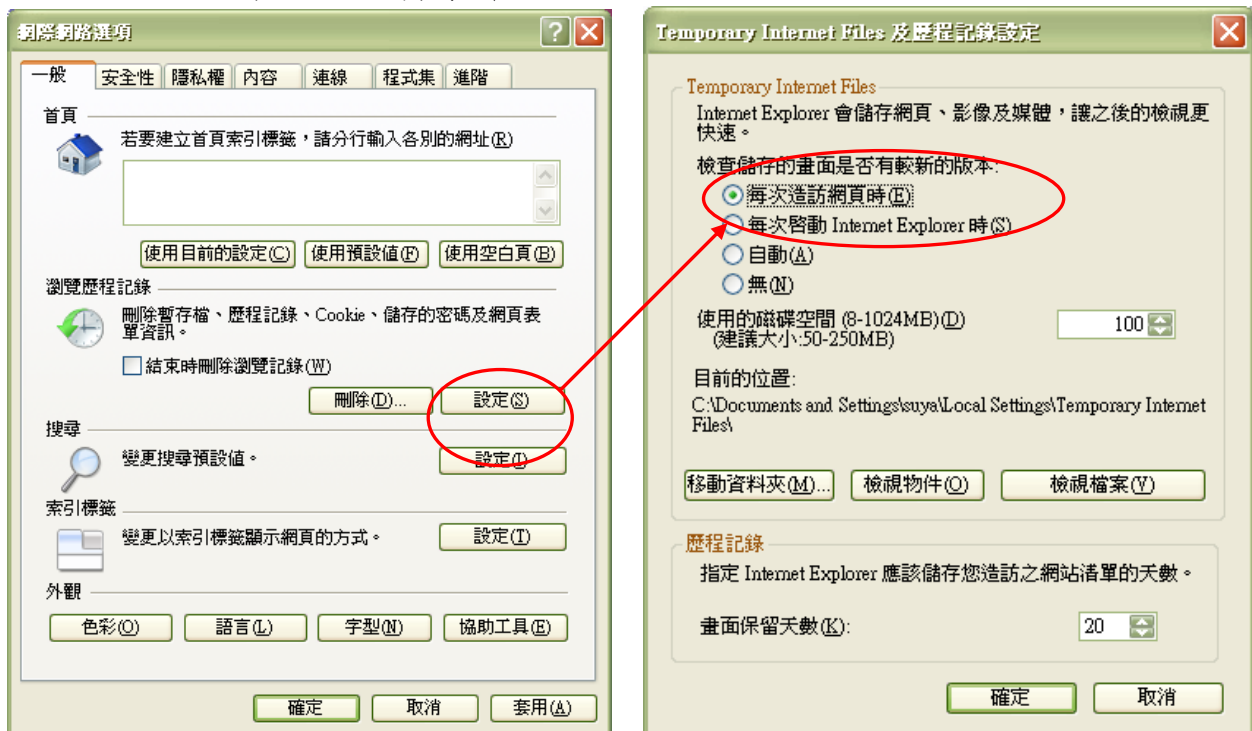 網際網路選項
一般 安全性 隱私權 內容 連線 程式集 進階
首頁
若要建立首頁索引標籤，請分行輸入各別的網址(R)
使用目前的設定(C) 使用預設值(F) 使用空白頁(B)
瀏覽歷程記錄
刪除暫存檔、歷程記錄、Cookie、儲存的密碼及網頁表
單資訊。
結束時刪除瀏覽記錄(W)
刪除(D)... 設定(S)
搜尋
變更搜尋預設值。 設定(I)
索引標籤
變更以索引標籤顯示網頁的方式。 設定(T)
外觀
色彩(O) 語言(L) 字型(N) 協助工具(E)
確定 取消 套用(A)
Temporary Internet Files 及歷程記錄設定
Temporary Internet Files
Internet Explorer 會儲存網頁、影像及媒體，讓之後的檢視更
快速。
檢查儲存的畫面是否有較新的版本:
每次造訪網頁時(E)
每次啓動 Internet Explorer 時(S)
自動(A)
無(N)
使用的磁碟空間 (8-1024MB)(D) 100
(建議大小:50-250MB)
目前的位置:
C:\Documents and Settings\suya\Local Settings\Temporary Internet
Files\
移動資料夾(M)... 檢視物件(O) 檢視檔案(V)
歷程記錄
指定 Internet Explorer 應該儲存您造訪之網站清單的天數。
畫面保留天數(K): 20
確定 取消